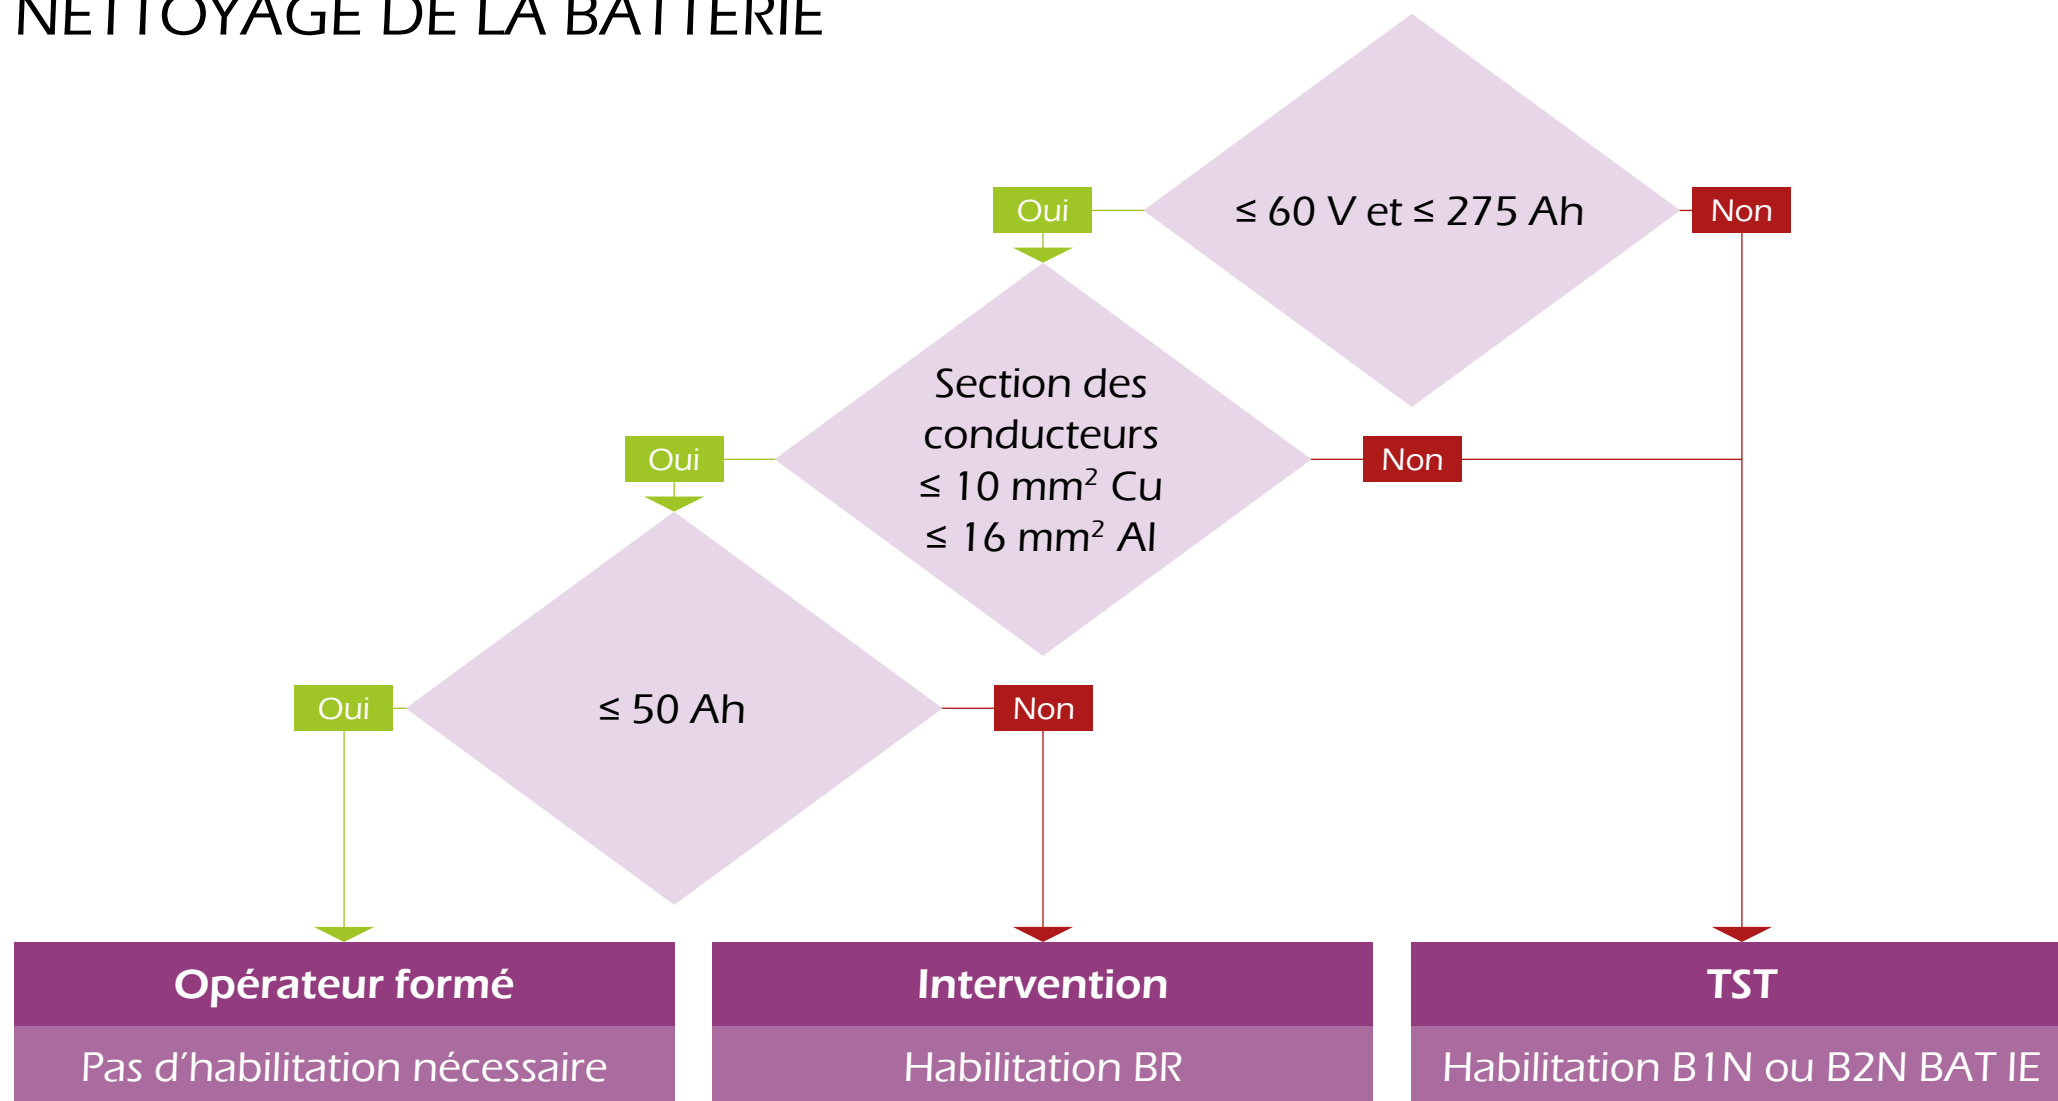 NETTOYAGE DE LA BATTERIE
≤ 60 V et ≤ 275 Ah
Oui
Non
Section des
conducteurs
≤ 10 mm² Cu
≤ 16 mm² Al
Oui
Non
≤ 50 Ah
Oui
Non
Opérateur formé
Pas d’habilitation nécessaire
Intervention
Habilitation BR
TST
Habilitation B1N ou B2N BAT IE